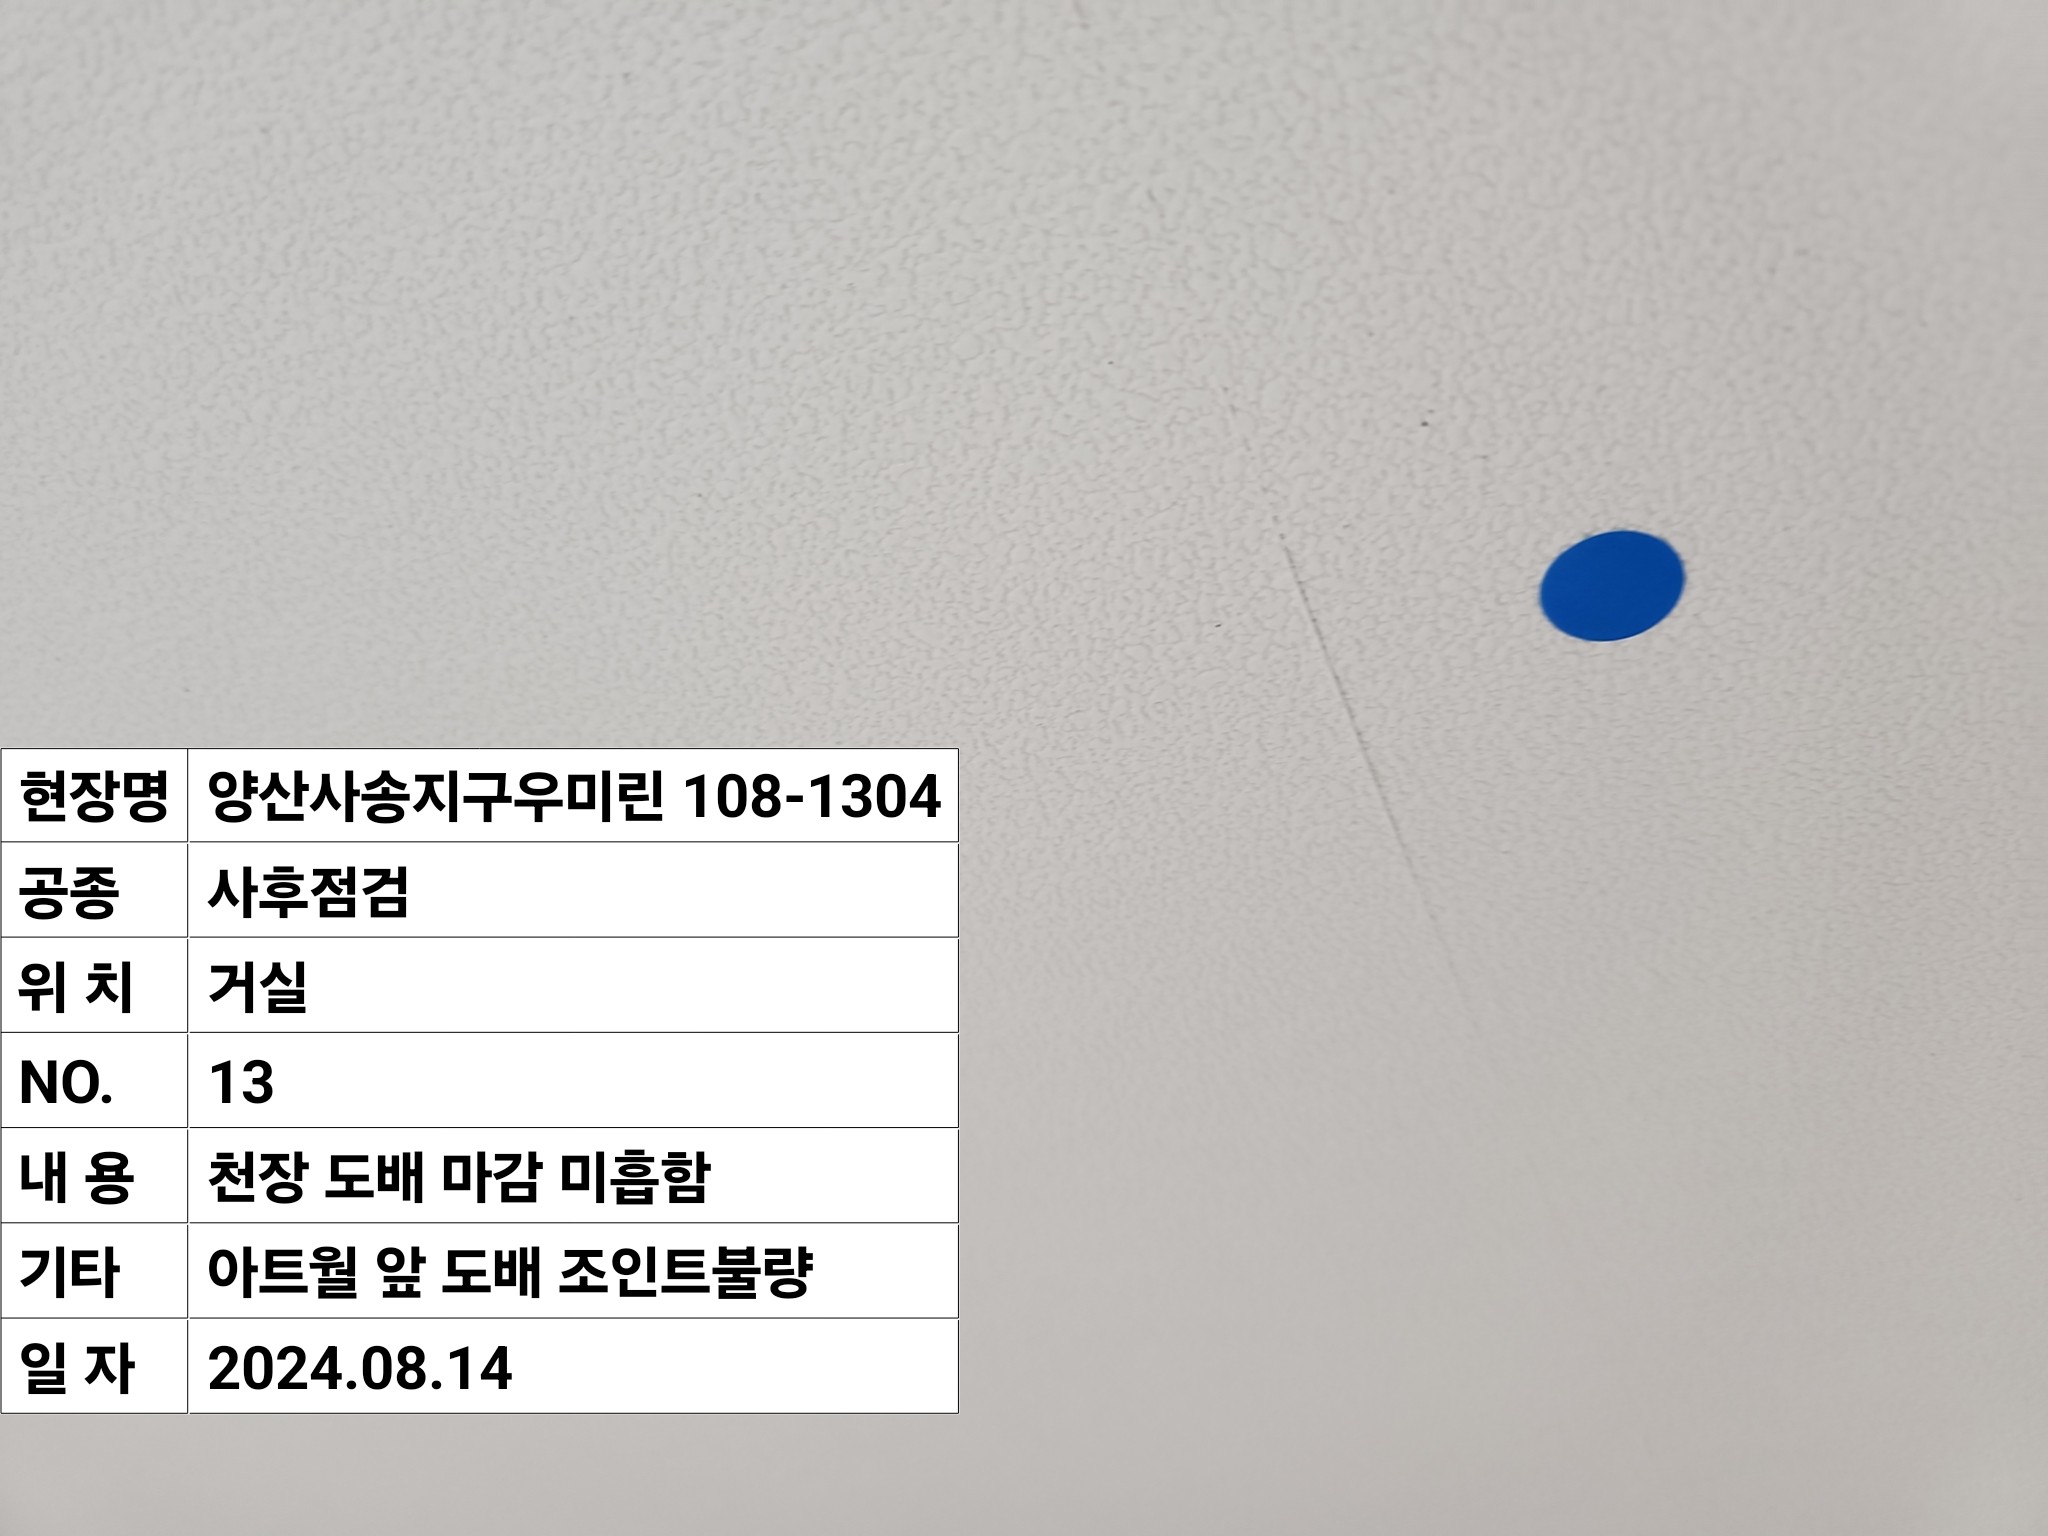 현장명 양산사송지구우미린 108-1304
공종 사후점검
위 치 거실
NO. 13
내 용 천장 도배 마감 미흡함
기타 아트월 앞 도배 조인트불량
일 자 2024.08.14